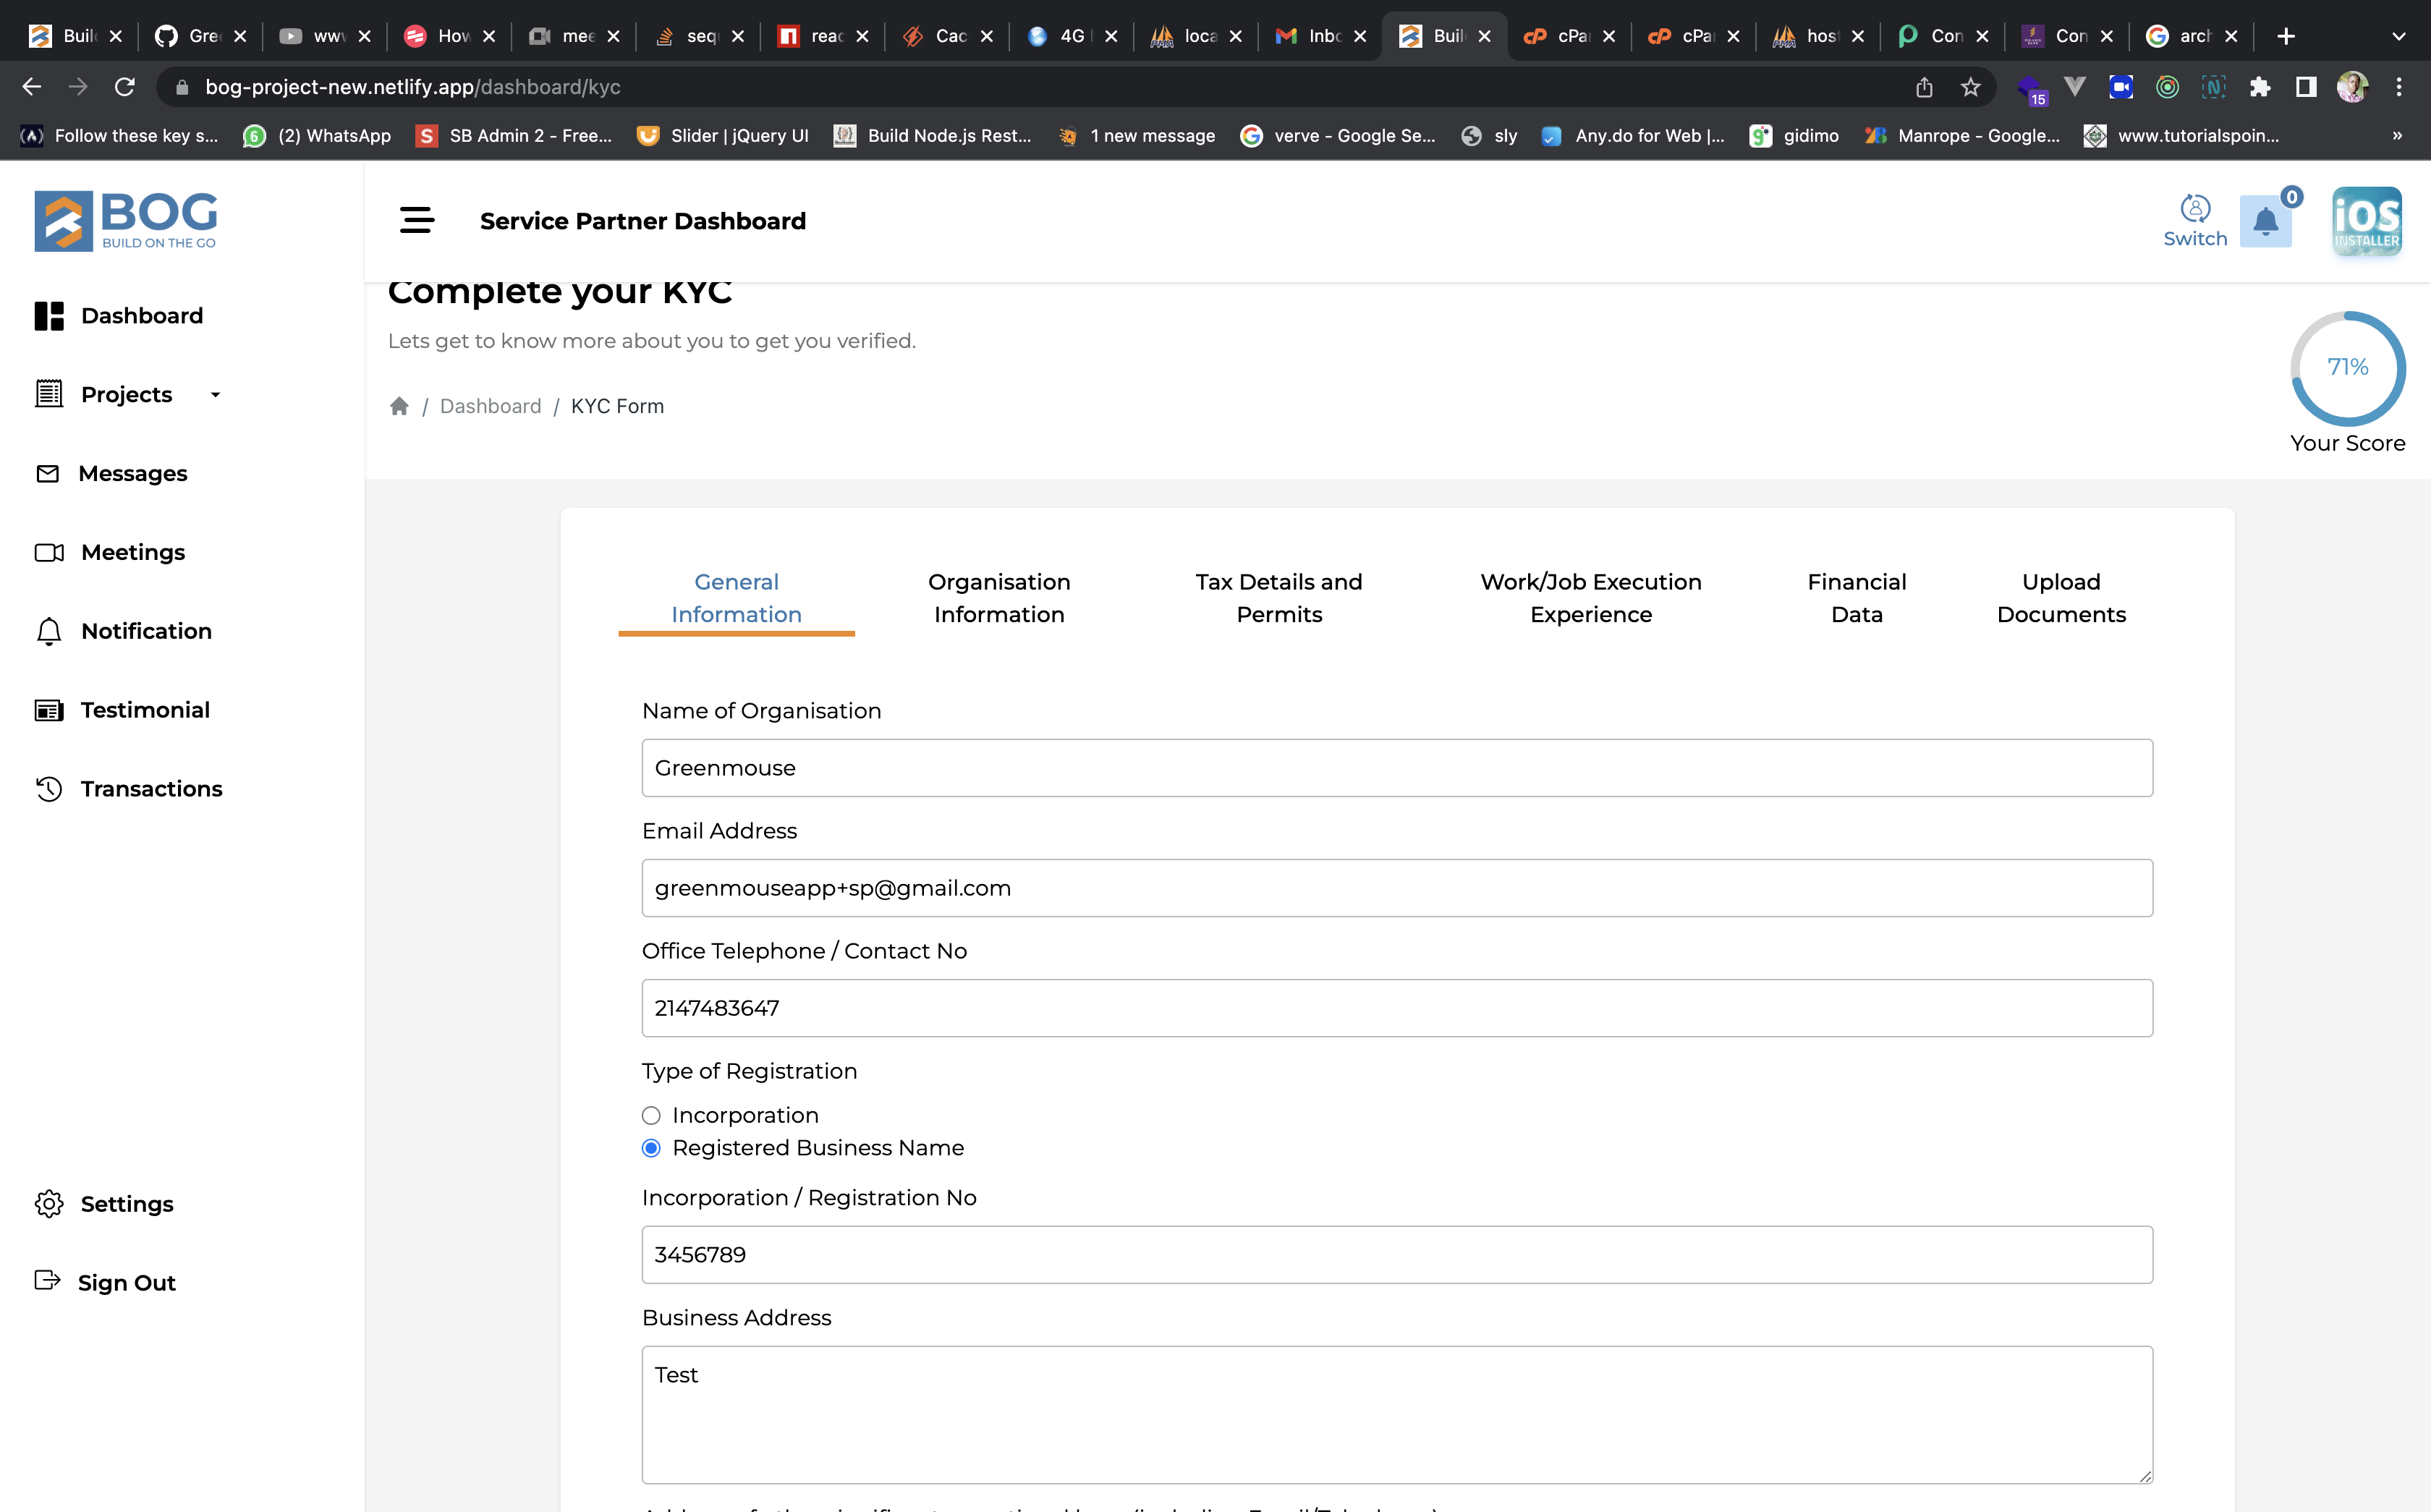 Buil
Gre
www
How
mee
seq
reac
Cac
4G
loca
Inbo
Buil
cPa
cPa
host
Con
Con
arch
bog-project-new.netlify.app/dashboard/kyc
15
Follow these key s...
(2) WhatsApp
SB Admin 2 - Free...
Slider | jQuery UI
Build Node.js Rest...
1 new message
verve - Google Se...
sly
Any.do for Web |...
gidimo
Manrope - Google...
www.tutorialspoin...
»
BOG
BUILD ON THE GO
Service Partner Dashboard
Switch
0
iOS
INSTALLER
Dashboard
Projects
Messages
Meetings
Notification
Testimonial
Transactions
Settings
Sign Out
Complete your KYC
Lets get to know more about you to get you verified.
/ Dashboard / KYC Form
71%
Your Score
General
Information
Organisation
Information
Tax Details and
Permits
Work/Job Execution
Experience
Financial
Data
Upload
Documents
Name of Organisation
Greenmouse
Email Address
greenmouseapp+sp@gmail.com
Office Telephone / Contact No
2147483647
Type of Registration
Incorporation
Registered Business Name
Incorporation / Registration No
3456789
Business Address
Test